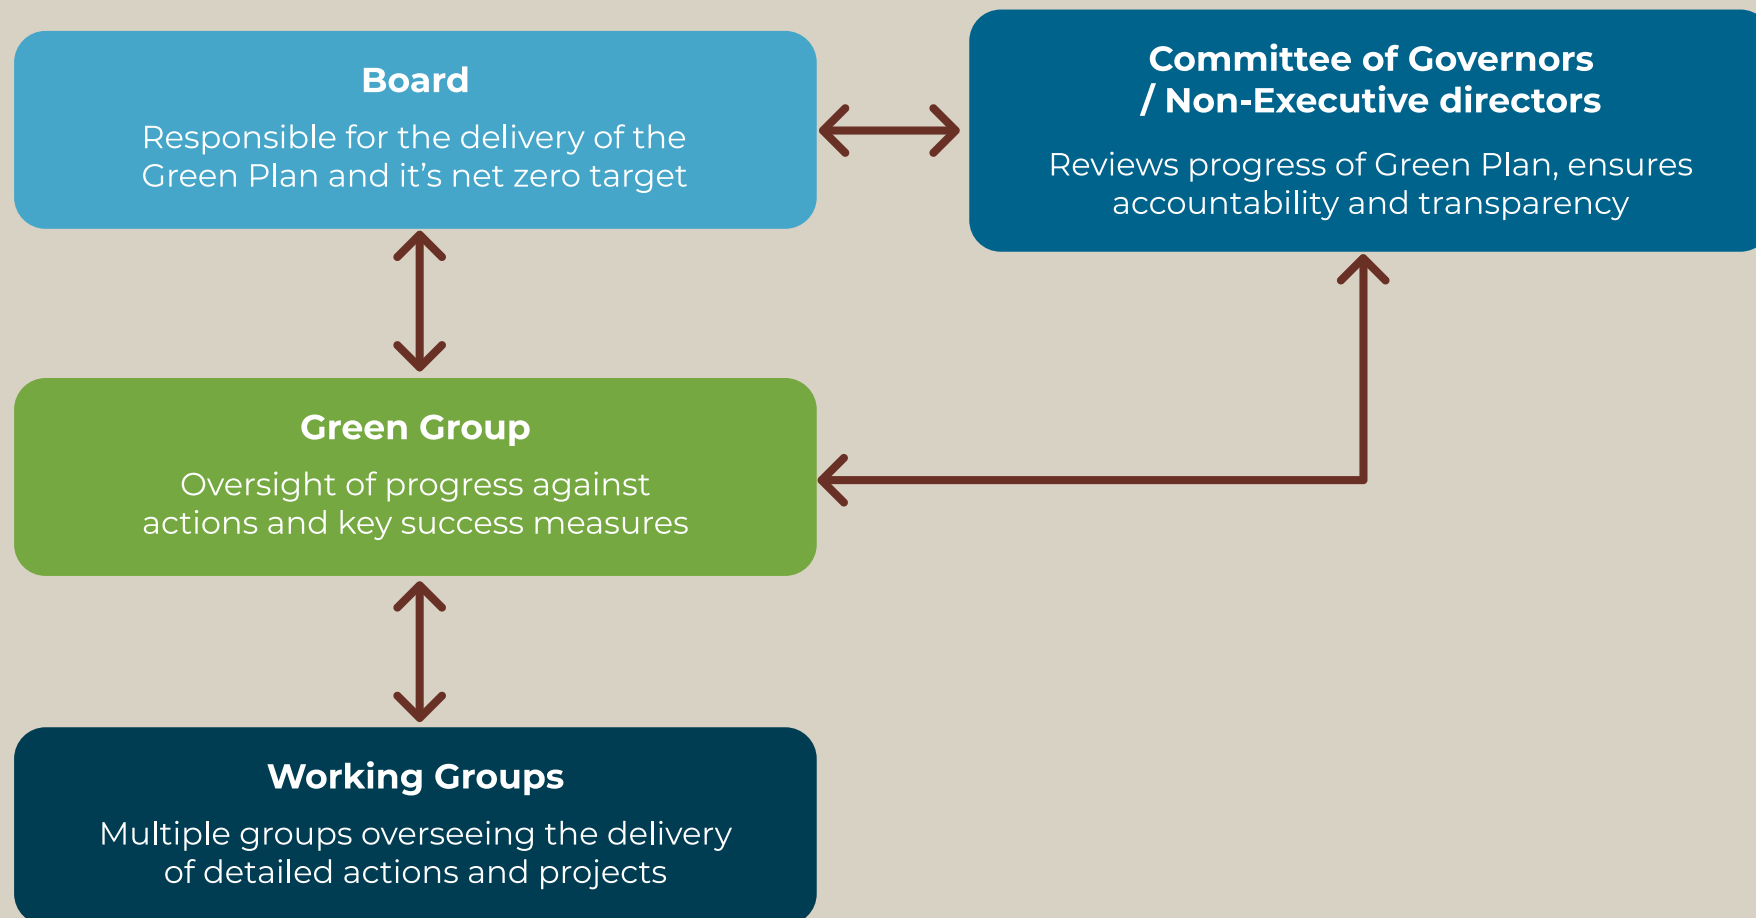 Board
Responsible for the delivery of the
Green Plan and it's net zero target
Committee of Governors
/ Non-Executive directors
Reviews progress of Green Plan, ensures
accountability and transparency
Green Group
Oversight of progress against
actions and key success measures
Working Groups
Multiple groups overseeing the delivery
of detailed actions and projects